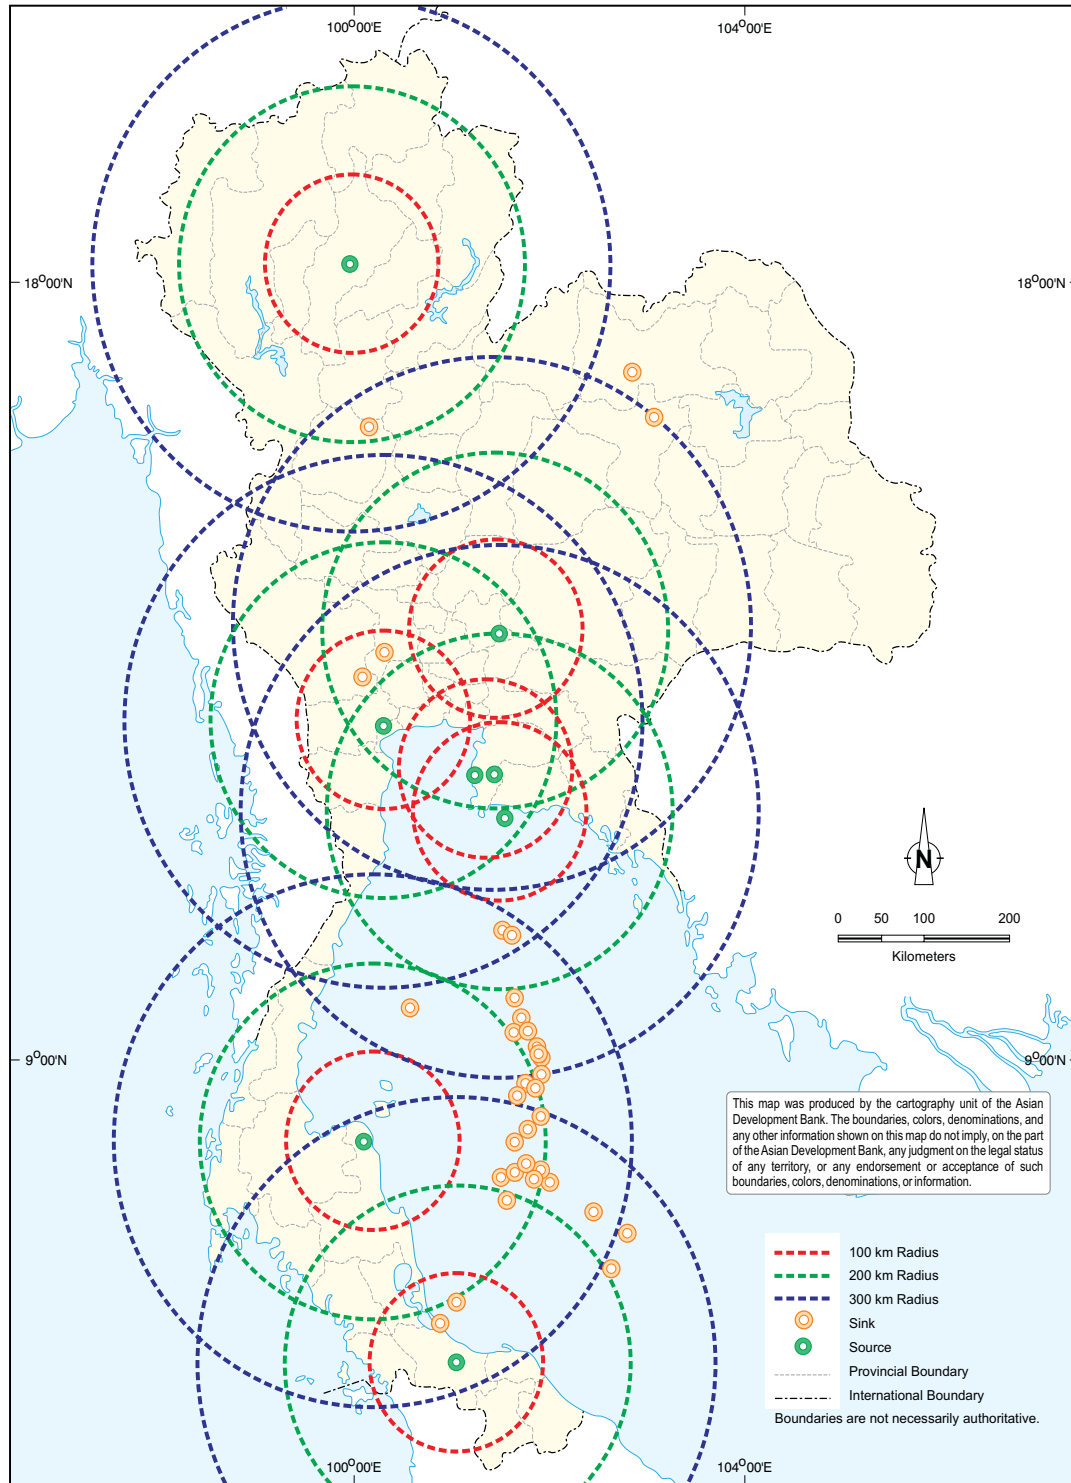 100°00'E
104°00'E
18°00'N
18°00'N
N
0 50 100 200
Kilometers
9°00'N
9°00'N
This map was produced by the cartography unit of the Asian
Development Bank. The boundaries, colors, denominations, and
any other information shown on this map do not imply, on the part
of the Asian Development Bank, any judgment on the legal status
of any territory, or any endorsement or acceptance of such
boundaries, colors, denominations, or information.
100 km Radius
200 km Radius
300 km Radius
Sink
Source
Provincial Boundary
International Boundary
Boundaries are not necessarily authoritative.
100°00'E
104°00'E